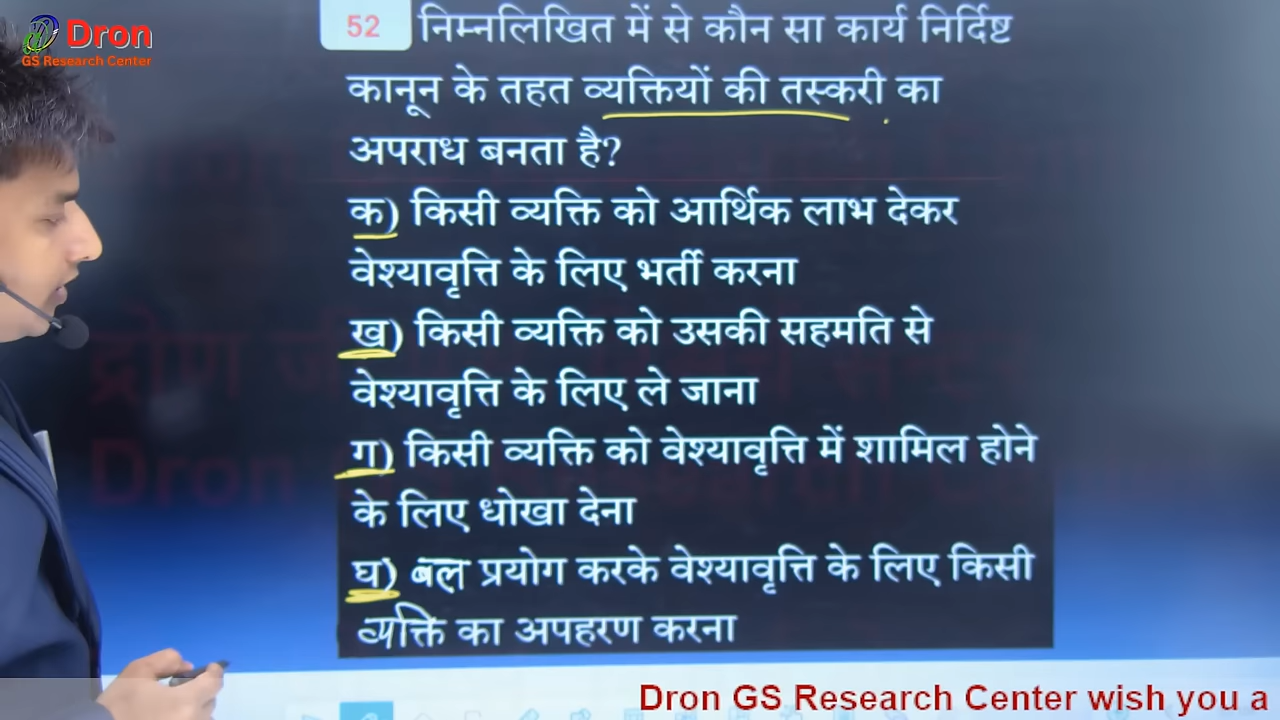 Dron
GS Research Center
52 निम्नलिखित में से कौन सा कार्य निर्दिष्ट
कानून के तहत व्यक्तियों की तस्करी का
अपराध बनता है?
क) किसी व्यक्ति को आर्थिक लाभ देकर
वेश्यावृत्ति के लिए भर्ती करना
ख) किसी व्यक्ति को उसकी सहमति से
वेश्यावृत्ति के लिए ले जाना
ग) किसी व्यक्ति को वेश्यावृत्ति में शामिल होने
के लिए धोखा देना
घ) बल प्रयोग करके वेश्यावृत्ति के लिए किसी
व्यक्ति का अपहरण करना
Dron GS Research Center wish you a